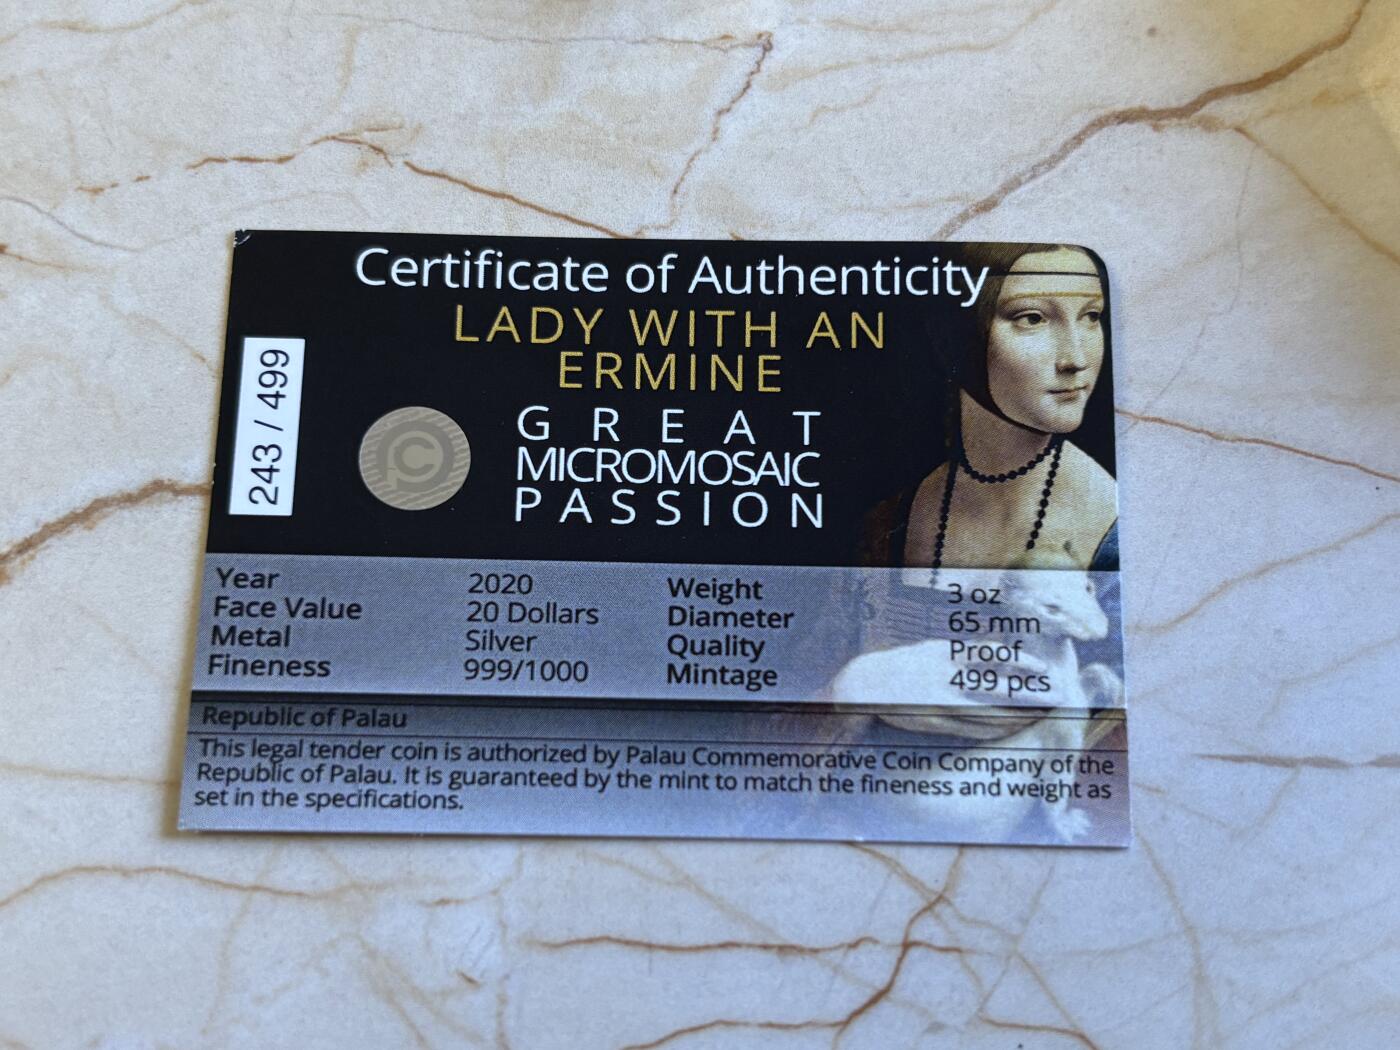 Certificate of Authenticity
LADY WITH AN
ERMINE
GREAT
MICROMOSAIC
PASSION
243 / 499
Year 2020 Weight 3 oz
Face Value 20 Dollars Diameter 65 mm
Metal Silver Quality Proof
Fineness 999/1000 Mintage 499 pcs
Republic of Palau
This legal tender coin is authorized by Palau Commemorative Coin Company of the
Republic of Palau. It is guaranteed by the mint to match the fineness and weight as
set in the specifications.